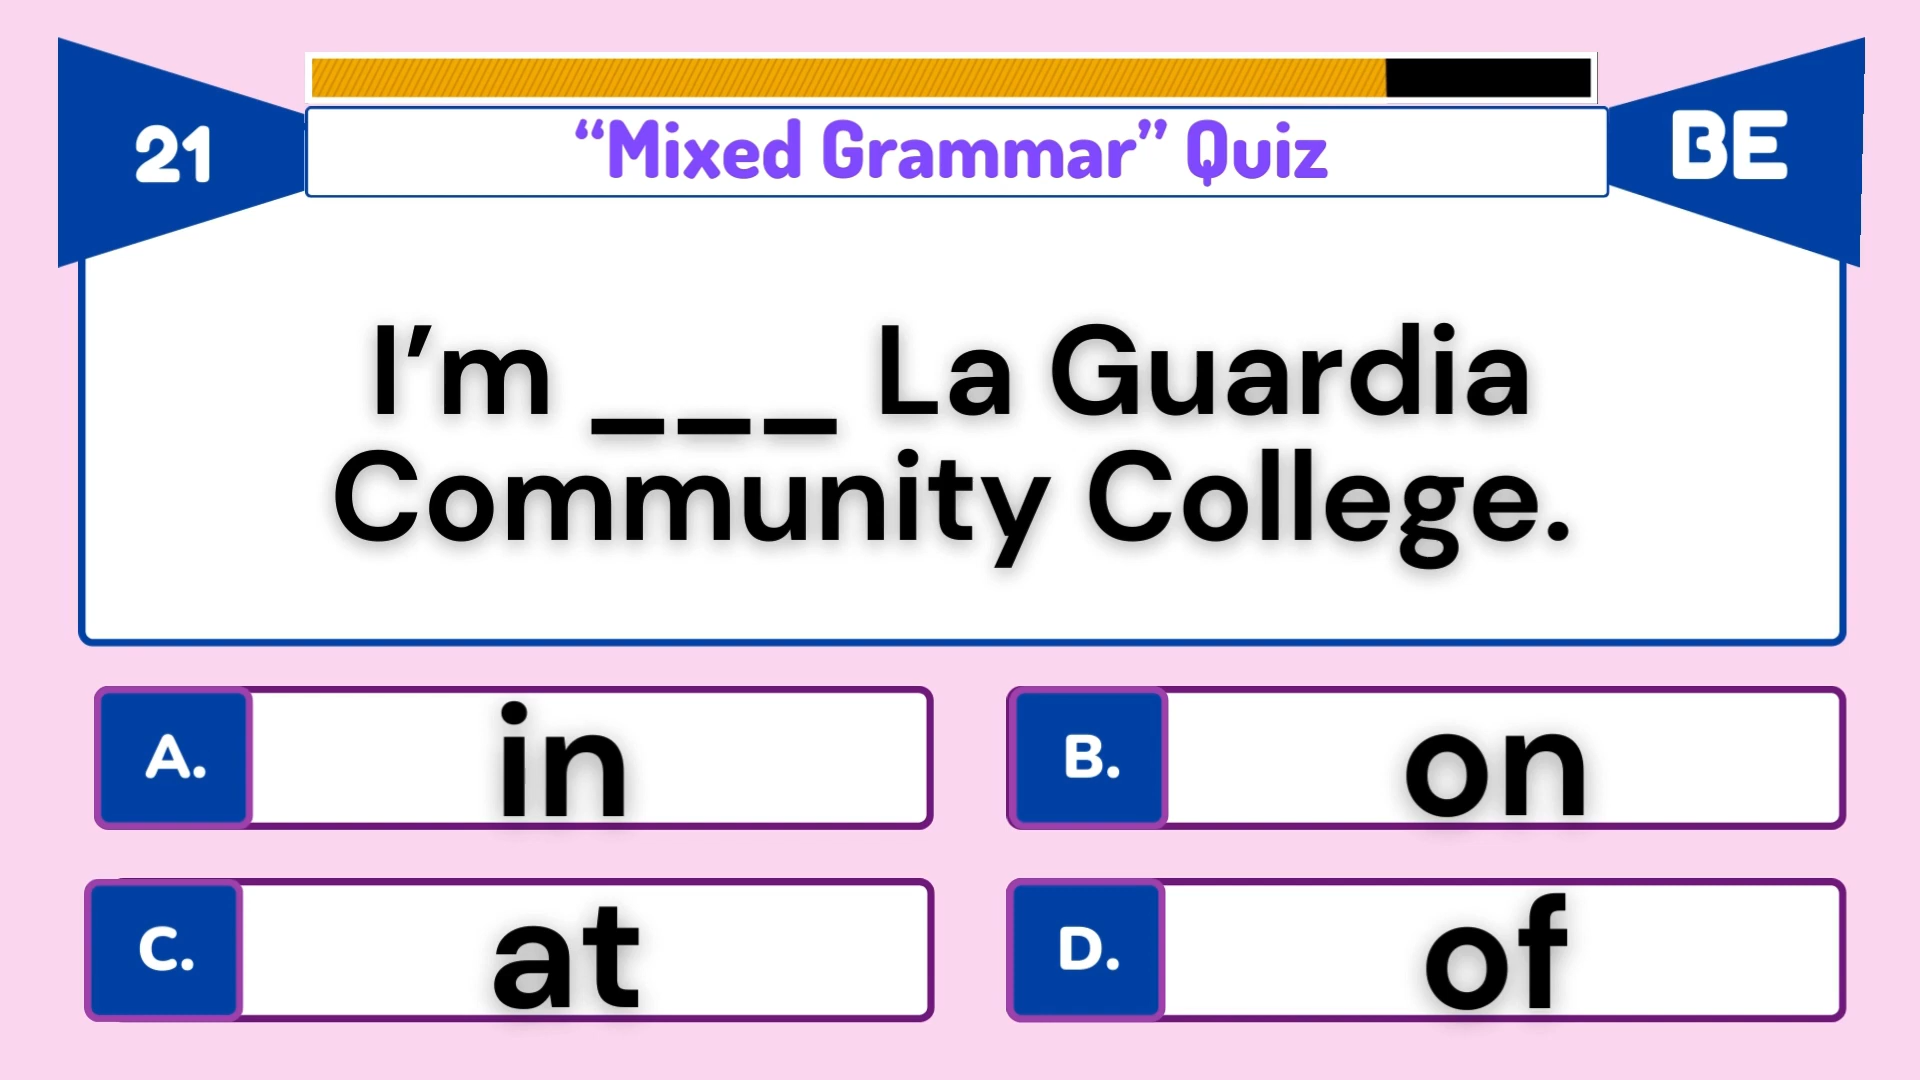 21
“Mixed Grammar” Quiz
BE
I’m ___ La Guardia
Community College.
A. in
B. on
C. at
D. of